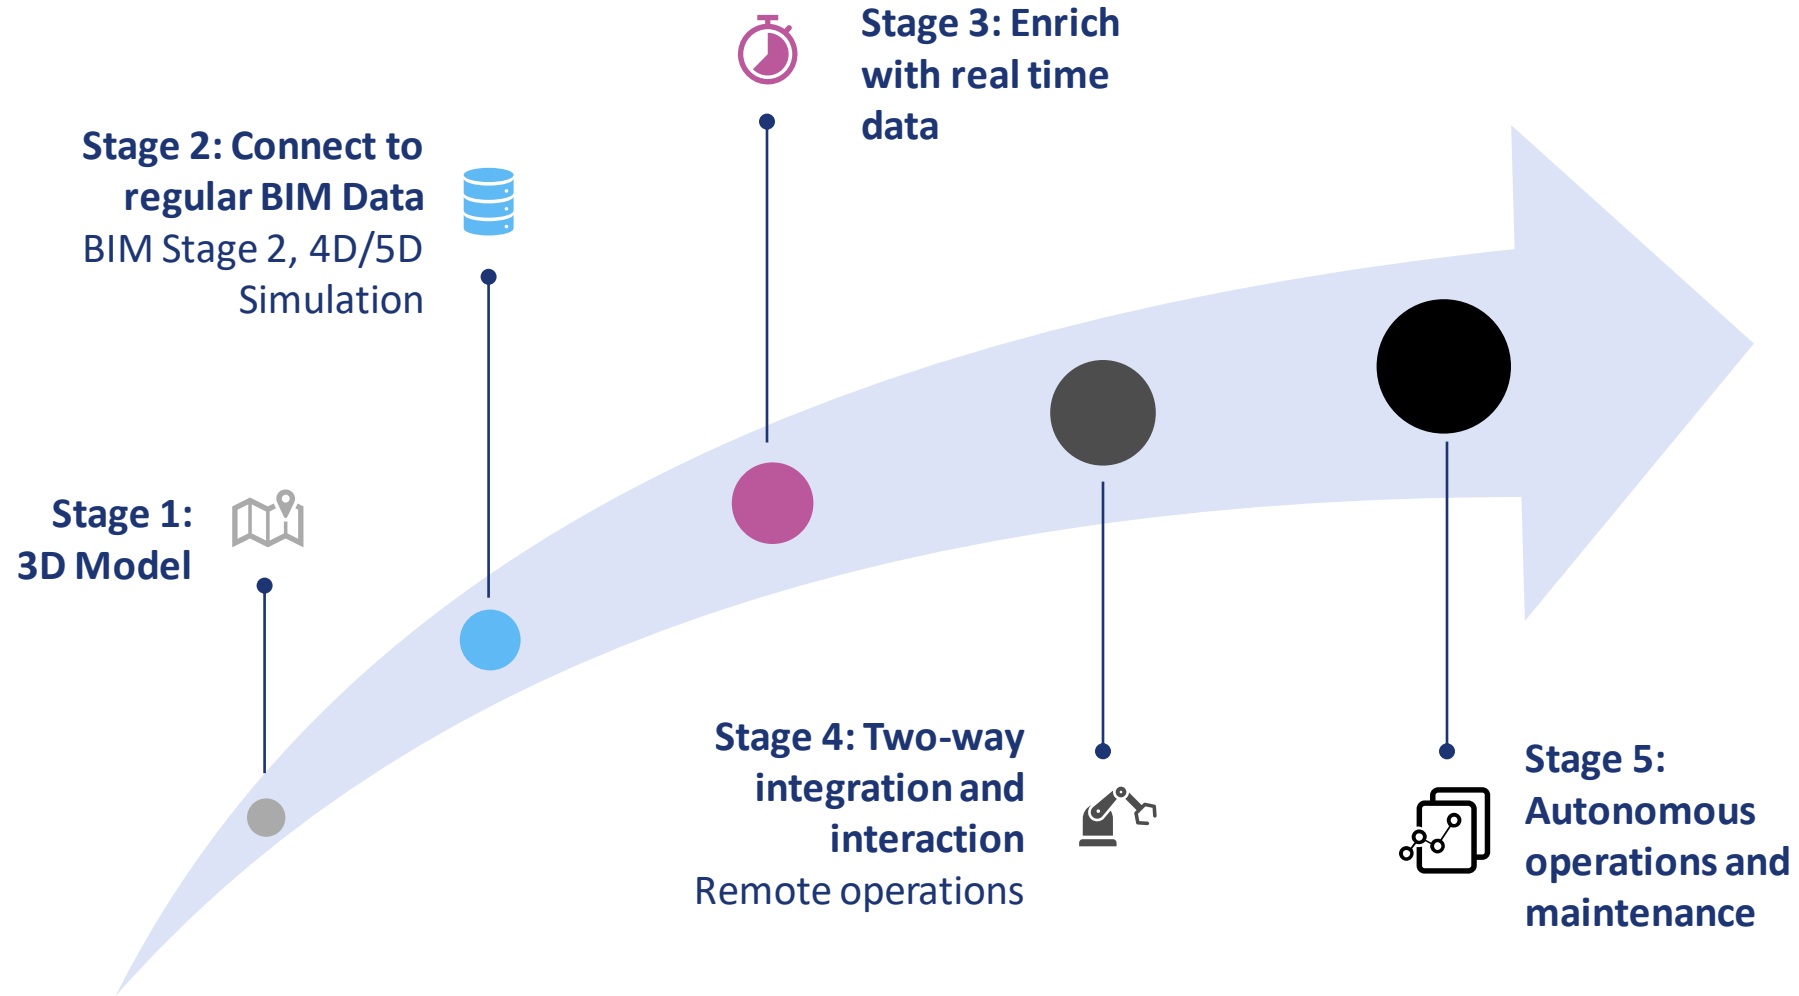 Stage 1:
3D Model
Stage 2: Connect to
regular BIM Data
BIM Stage 2, 4D/5D
Simulation
Stage 3: Enrich
with real time
data
Stage 4: Two-way
integration and
interaction
Remote operations
Stage 5:
Autonomous
operations and
maintenance